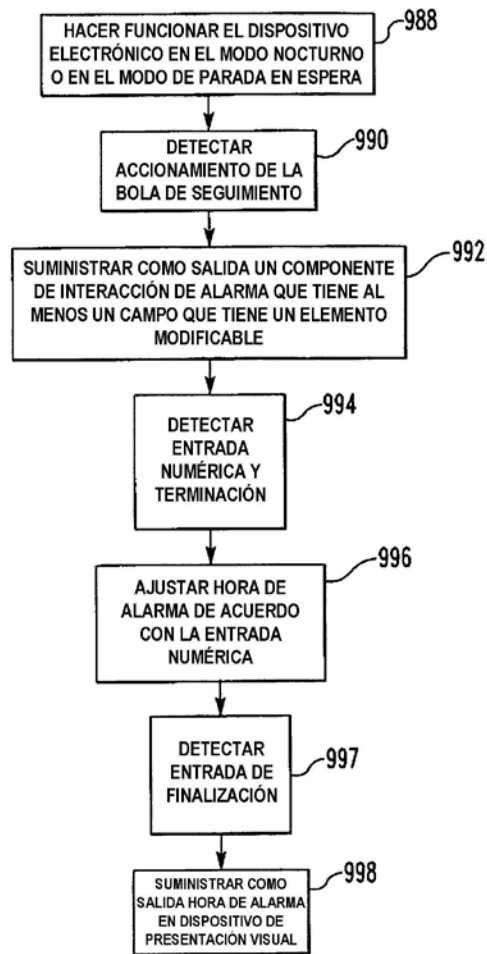 HACER FUNCIONAR EL DISPOSITIVO
ELECTRÓNICO EN EL MODO NOCTURNO
O EN EL MODO DE PARADA EN ESPERA
988
DETECTAR
ACCIONAMIENTO DE LA
BOLA DE SEGUIMIENTO
990
SUMINISTRAR COMO SALIDA UN COMPONENTE
DE INTERACCIÓN DE ALARMA QUE TIENE AL
MENOS UN CAMPO QUE TIENE UN ELEMENTO
MODIFICABLE
992
DETECTAR
ENTRADA
NUMÉRICA Y
TERMINACIÓN
994
AJUSTAR HORA DE
ALARMA DE ACUERDO
CON LA ENTRADA
NUMÉRICA
996
DETECTAR
ENTRADA DE
FINALIZACIÓN
997
SUMINISTRAR COMO
SALIDA HORA DE ALARMA
EN DISPOSITIVO DE
PRESENTACIÓN VISUAL
998